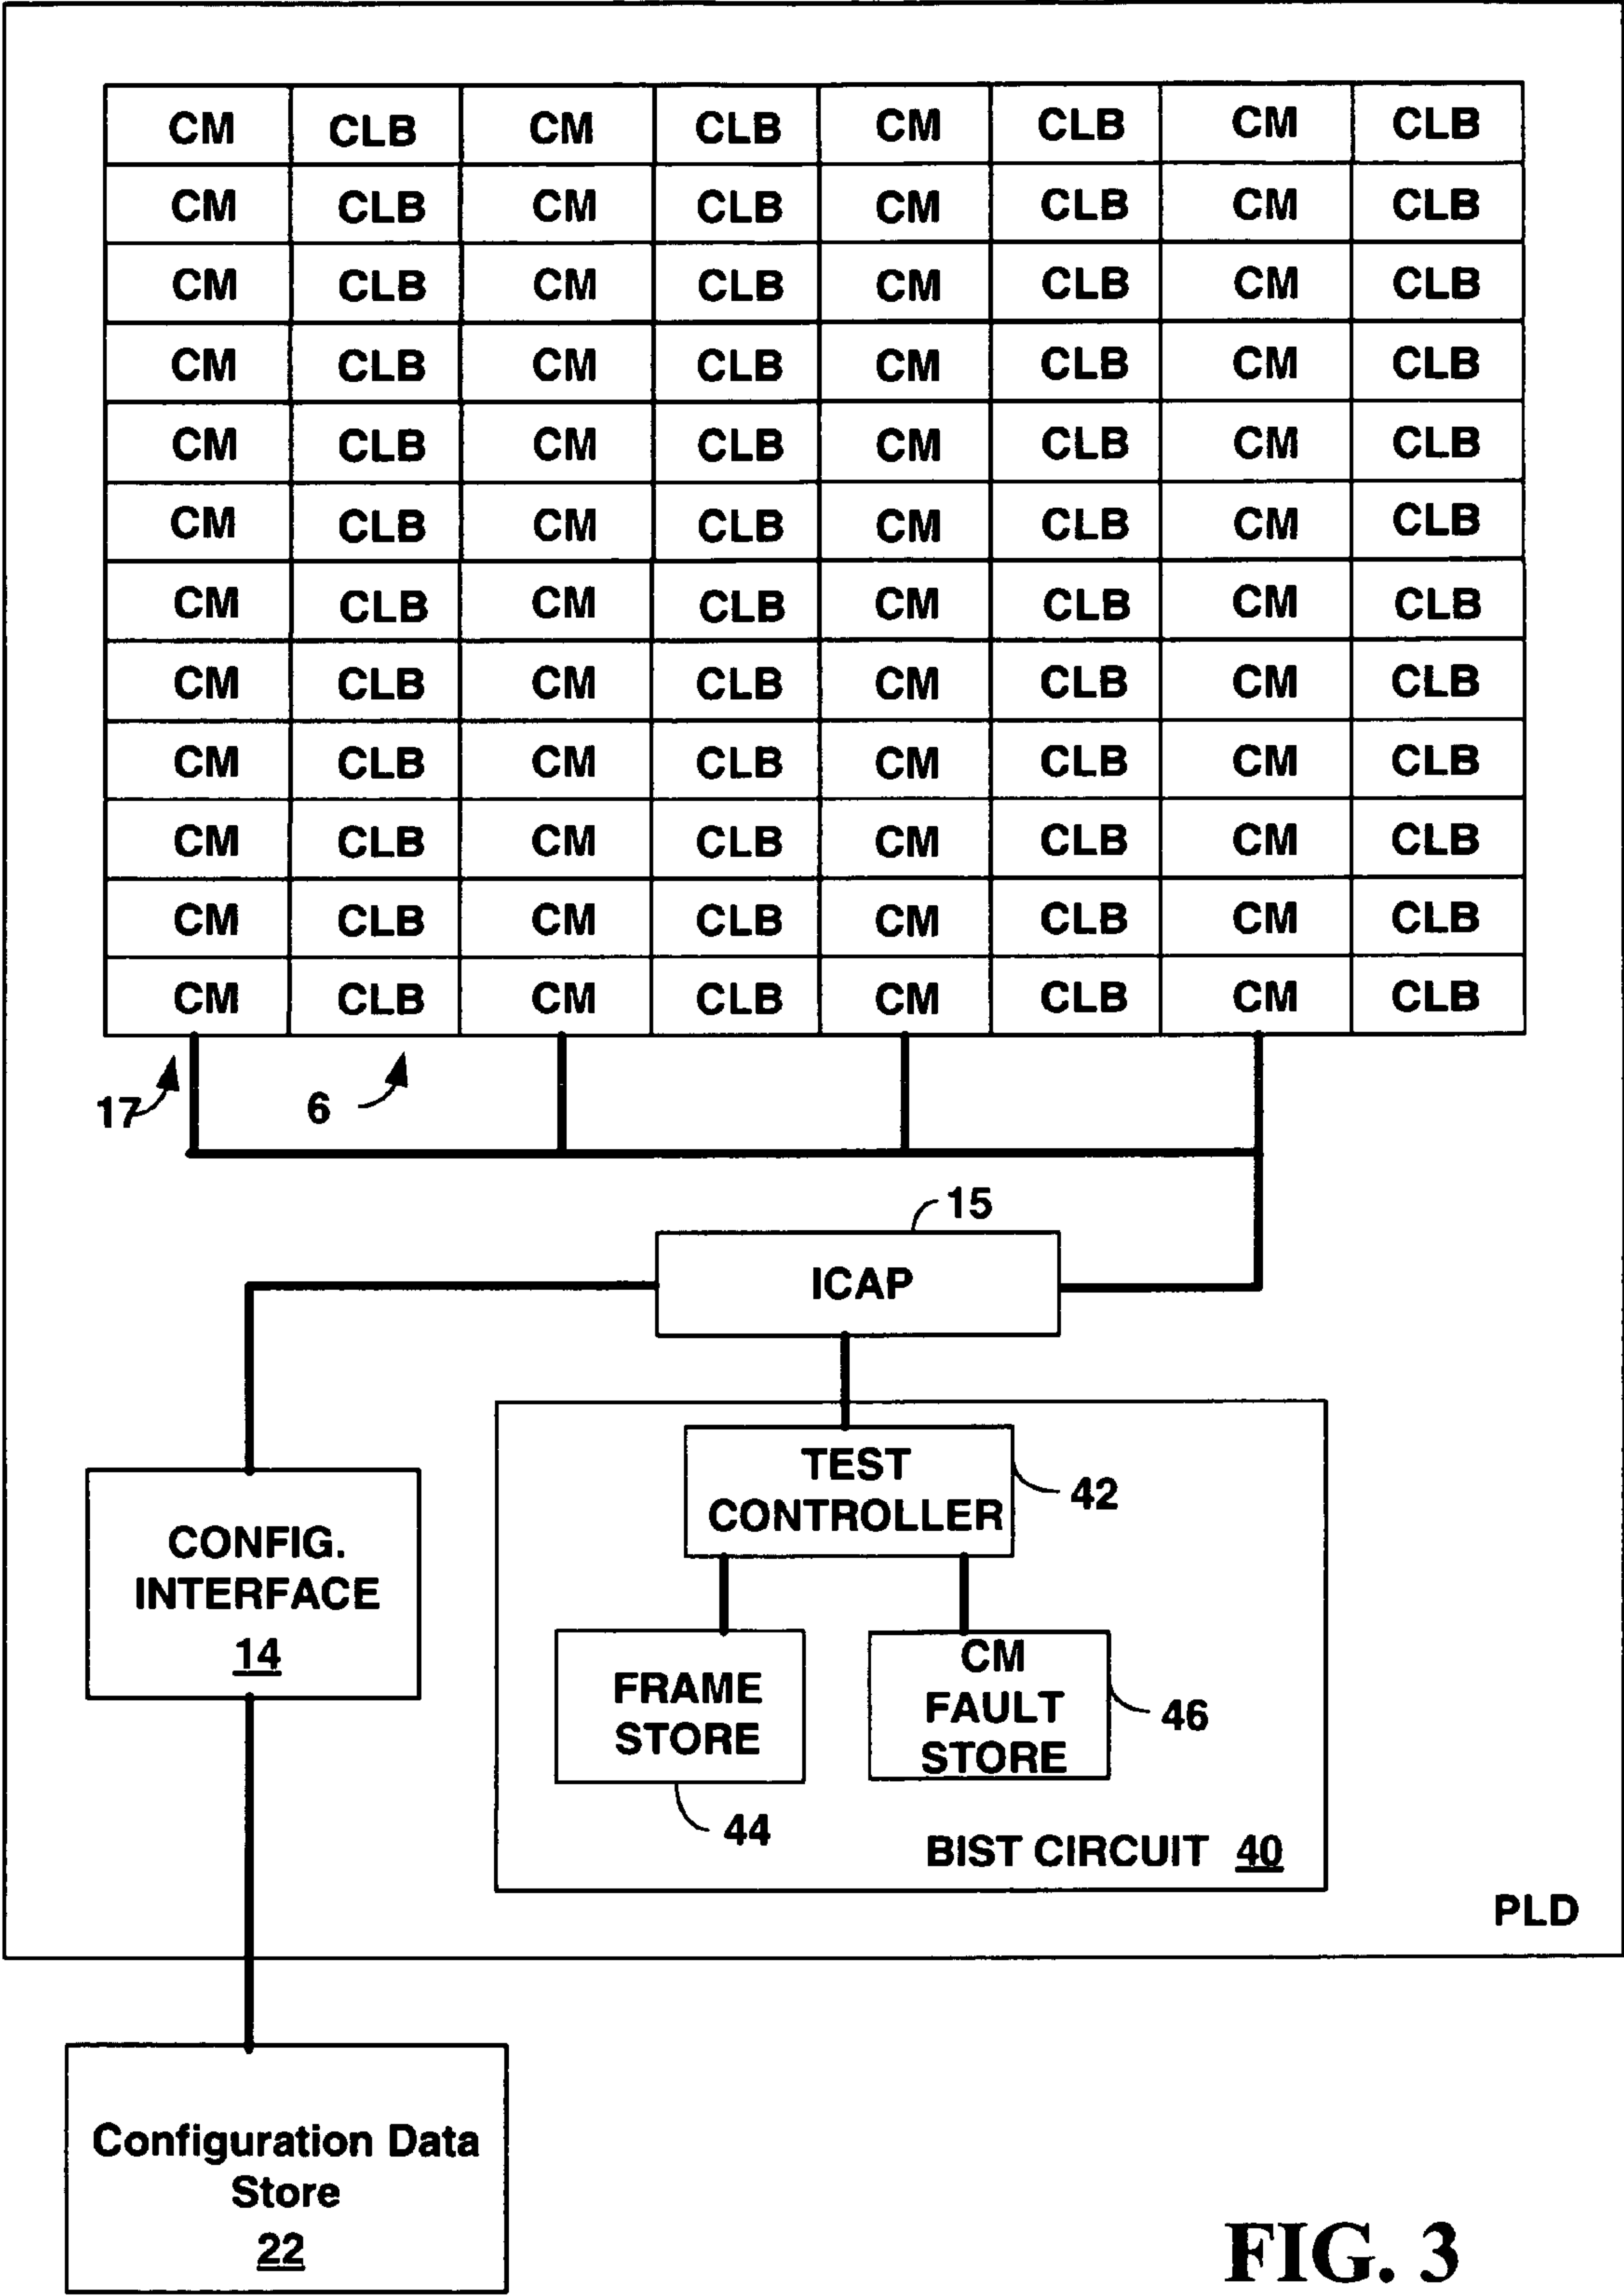 CM CLB CM CLB CM CLB CM CLB
CM CLB CM CLB CM CLB CM CLB
CM CLB CM CLB CM CLB CM CLB
CM CLB CM CLB CM CLB CM CLB
CM CLB CM CLB CM CLB CM CLB
CM CLB CM CLB CM CLB CM CLB
CM CLB CM CLB CM CLB CM CLB
CM CLB CM CLB CM CLB CM CLB
CM CLB CM CLB CM CLB CM CLB
CM CLB CM CLB CM CLB CM CLB
CM CLB CM CLB CM CLB CM CLB
CM CLB CM CLB CM CLB CM CLB
17
6
15
ICAP
TEST
CONTROLLER
42
CONFIG.
INTERFACE
14
FRAME
STORE
44
CM
FAULT
STORE
46
BIST CIRCUIT 40
PLD
Configuration Data
Store
22
FIG. 3